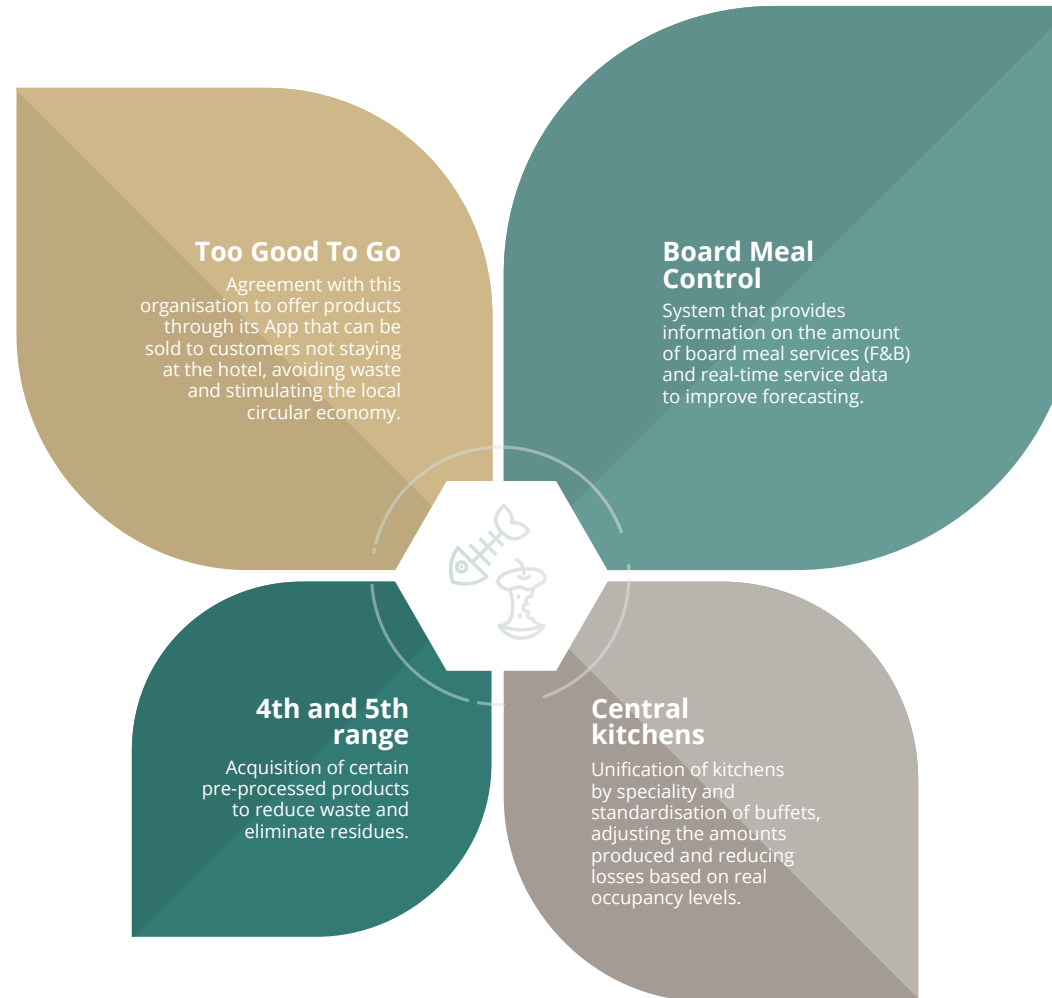 Too Good To Go
Agreement with this
organisation to offer products
through its App that can be
sold to customers not staying
at the hotel, avoiding waste
and stimulating the local
circular economy.
Board Meal
Control
System that provides
information on the amount
of board meal services (F&B)
and real-time service data
to improve forecasting.
4th and 5th
range
Acquisition of certain
pre-processed products
to reduce waste and
eliminate residues.
Central
kitchens
Unification of kitchens
by speciality and
standardisation of buffets,
adjusting the amounts
produced and reducing
losses based on real
occupancy levels.